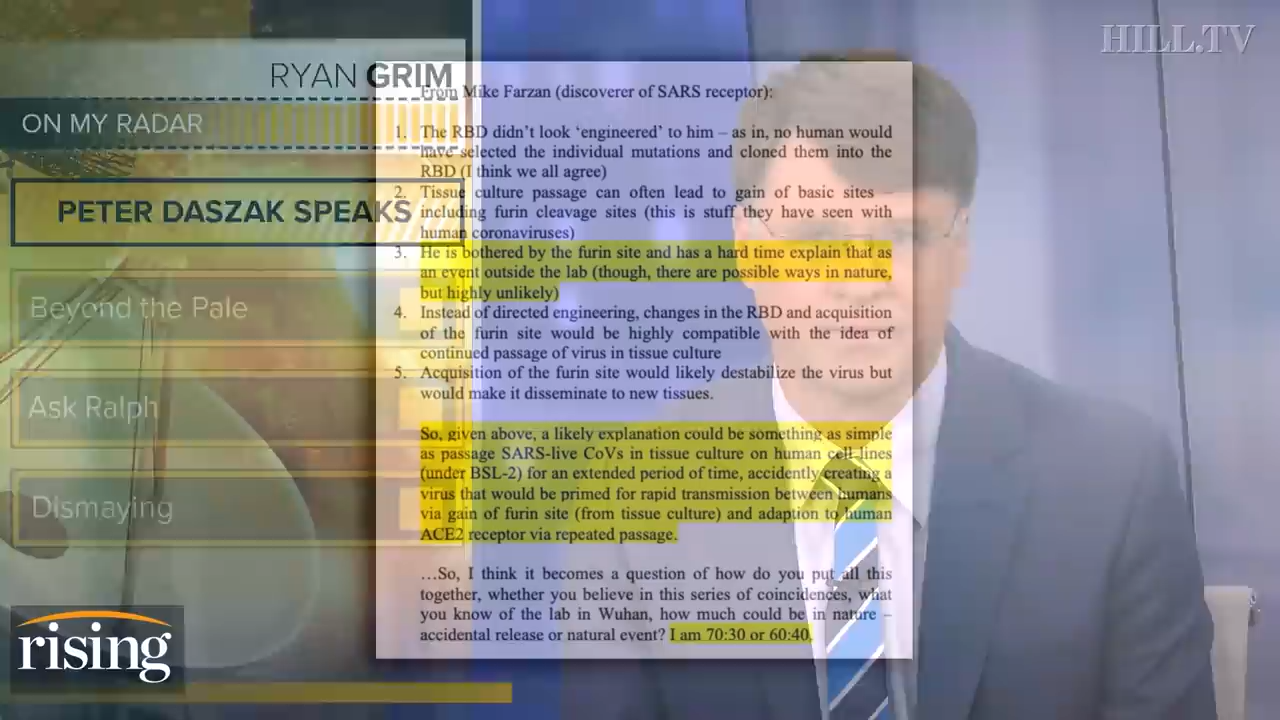 HILL.TV
RYAN GRIM
ON MY RADAR
PETER DASZAK SPEAKS
Beyond the Pale
Ask Ralph
Dismaying
rising
From Mike Farzan (discoverer of SARS receptor):
1. The RBD didn't look 'engineered' to him – as in, no human would
have selected the individual mutations and cloned them into the
RBD (I think we all agree)
2. Tissue culture passage can often lead to gain of basic sites –
including furin cleavage sites (this is stuff they have seen with
human coronaviruses)
3. He is bothered by the furin site and has a hard time explain that as
an event outside the lab (though, there are possible ways in nature,
but highly unlikely)
4. Instead of directed engineering, changes in the RBD and acquisition
of the furin site would be highly compatible with the idea of
continued passage of virus in tissue culture
5. Acquisition of the furin site would likely destabilize the virus but
would make it disseminate to new tissues.
So, given above, a likely explanation could be something as simple
as passage SARS-live CoVs in tissue culture on human cell lines
(under BSL-2) for an extended period of time, accidently creating a
virus that would be primed for rapid transmission between humans
via gain of furin site (from tissue culture) and adaption to human
ACE2 receptor via repeated passage.
…So, I think it becomes a question of how do you put all this
together, whether you believe in this series of coincidences, what
you know of the lab in Wuhan, how much could be in nature –
accidental release or natural event? I am 70:30 or 60:40.